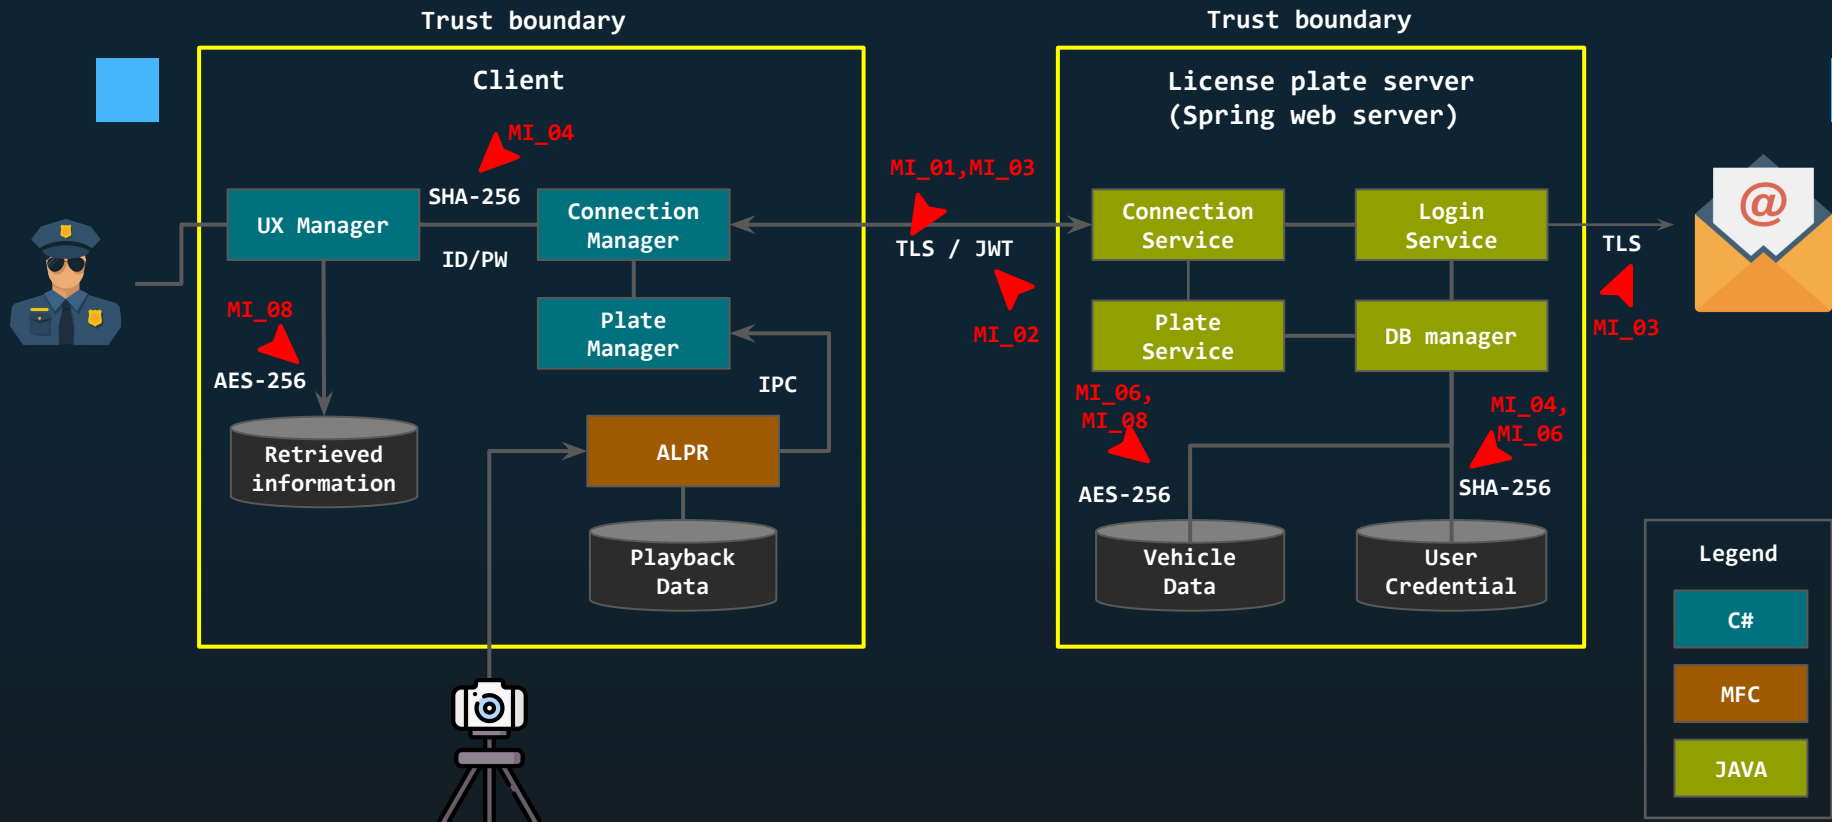 Trust boundary
Trust boundary
Client
License plate server
(Spring web server)
MI_04
SHA-256
UX Manager
ID/PW
Connection
Manager
MI_01,MI_03
TLS / JWT
MI_02
Connection
Service
Login
Service
TLS
MI_03
@
MI_08
AES-256
Plate
Manager
IPC
Plate
Service
DB manager
MI_06,
MI_08
AES-256
MI_04,
MI_06
SHA-256
Retrieved
information
ALPR
Playback
Data
Vehicle
Data
User
Credential
Legend
C#
MFC
JAVA